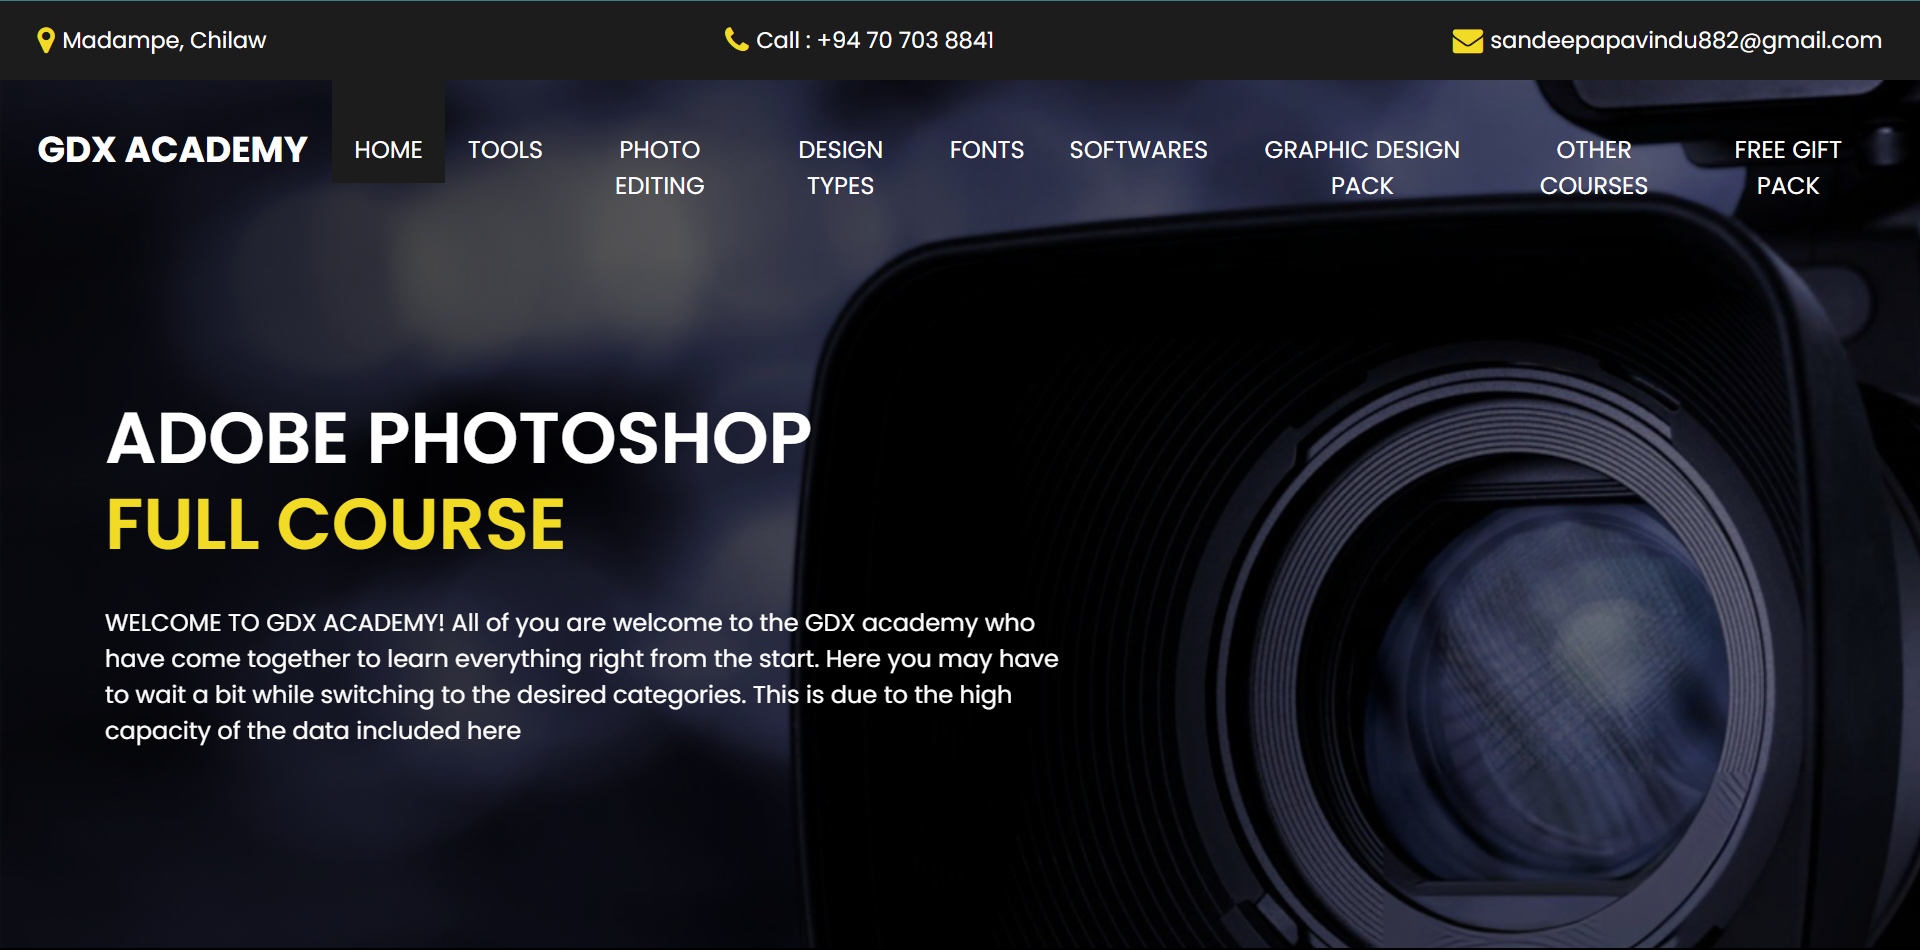 Madampe, Chilaw
Call : +94 70 703 8841
sandeepapavindu882@gmail.com
GDX ACADEMY
HOME
TOOLS
PHOTO
EDITING
DESIGN
TYPES
FONTS
SOFTWARES
GRAPHIC DESIGN
PACK
OTHER
COURSES
FREE GIFT
PACK
ADOBE PHOTOSHOP
FULL COURSE
WELCOME TO GDX ACADEMY! All of you are welcome to the GDX academy who
have come together to learn everything right from the start. Here you may have
to wait a bit while switching to the desired categories. This is due to the high
capacity of the data included here